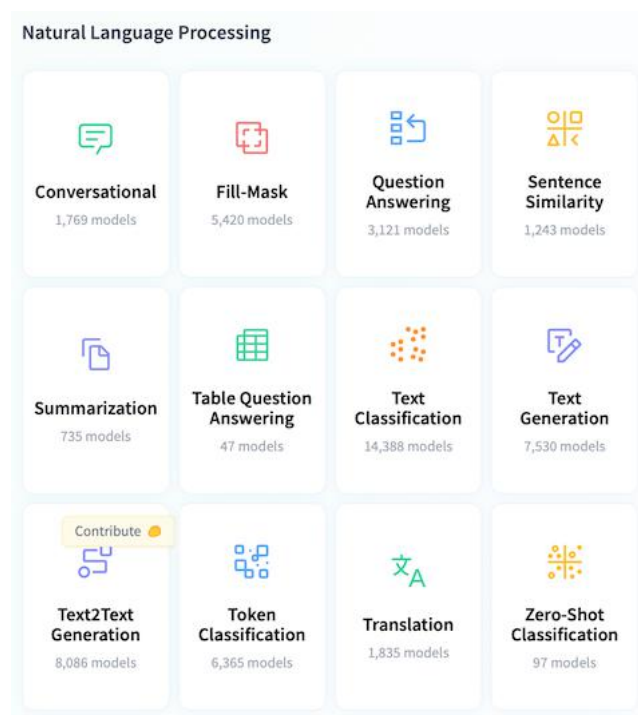 Natural Language Processing
Conversational
1,769 models
Fill-Mask
5,420 models
Question
Answering
3,121 models
Sentence
Similarity
1,243 models
Summarization
735 models
Table Question
Answering
47 models
Text
Classification
14,388 models
Text
Generation
7,530 models
Contribute
Text2Text
Generation
8,086 models
Token
Classification
6,365 models
Translation
1,835 models
Zero-Shot
Classification
97 models